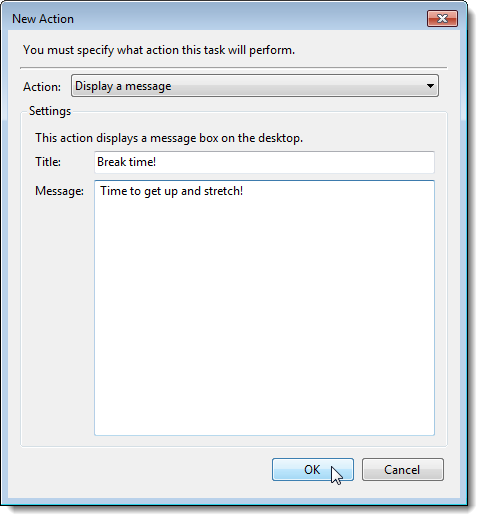 New Action
You must specify what action this task will perform.
Action: Display a message
Settings
This action displays a message box on the desktop.
Title: Break time!
Message: Time to get up and stretch!
OK Cancel